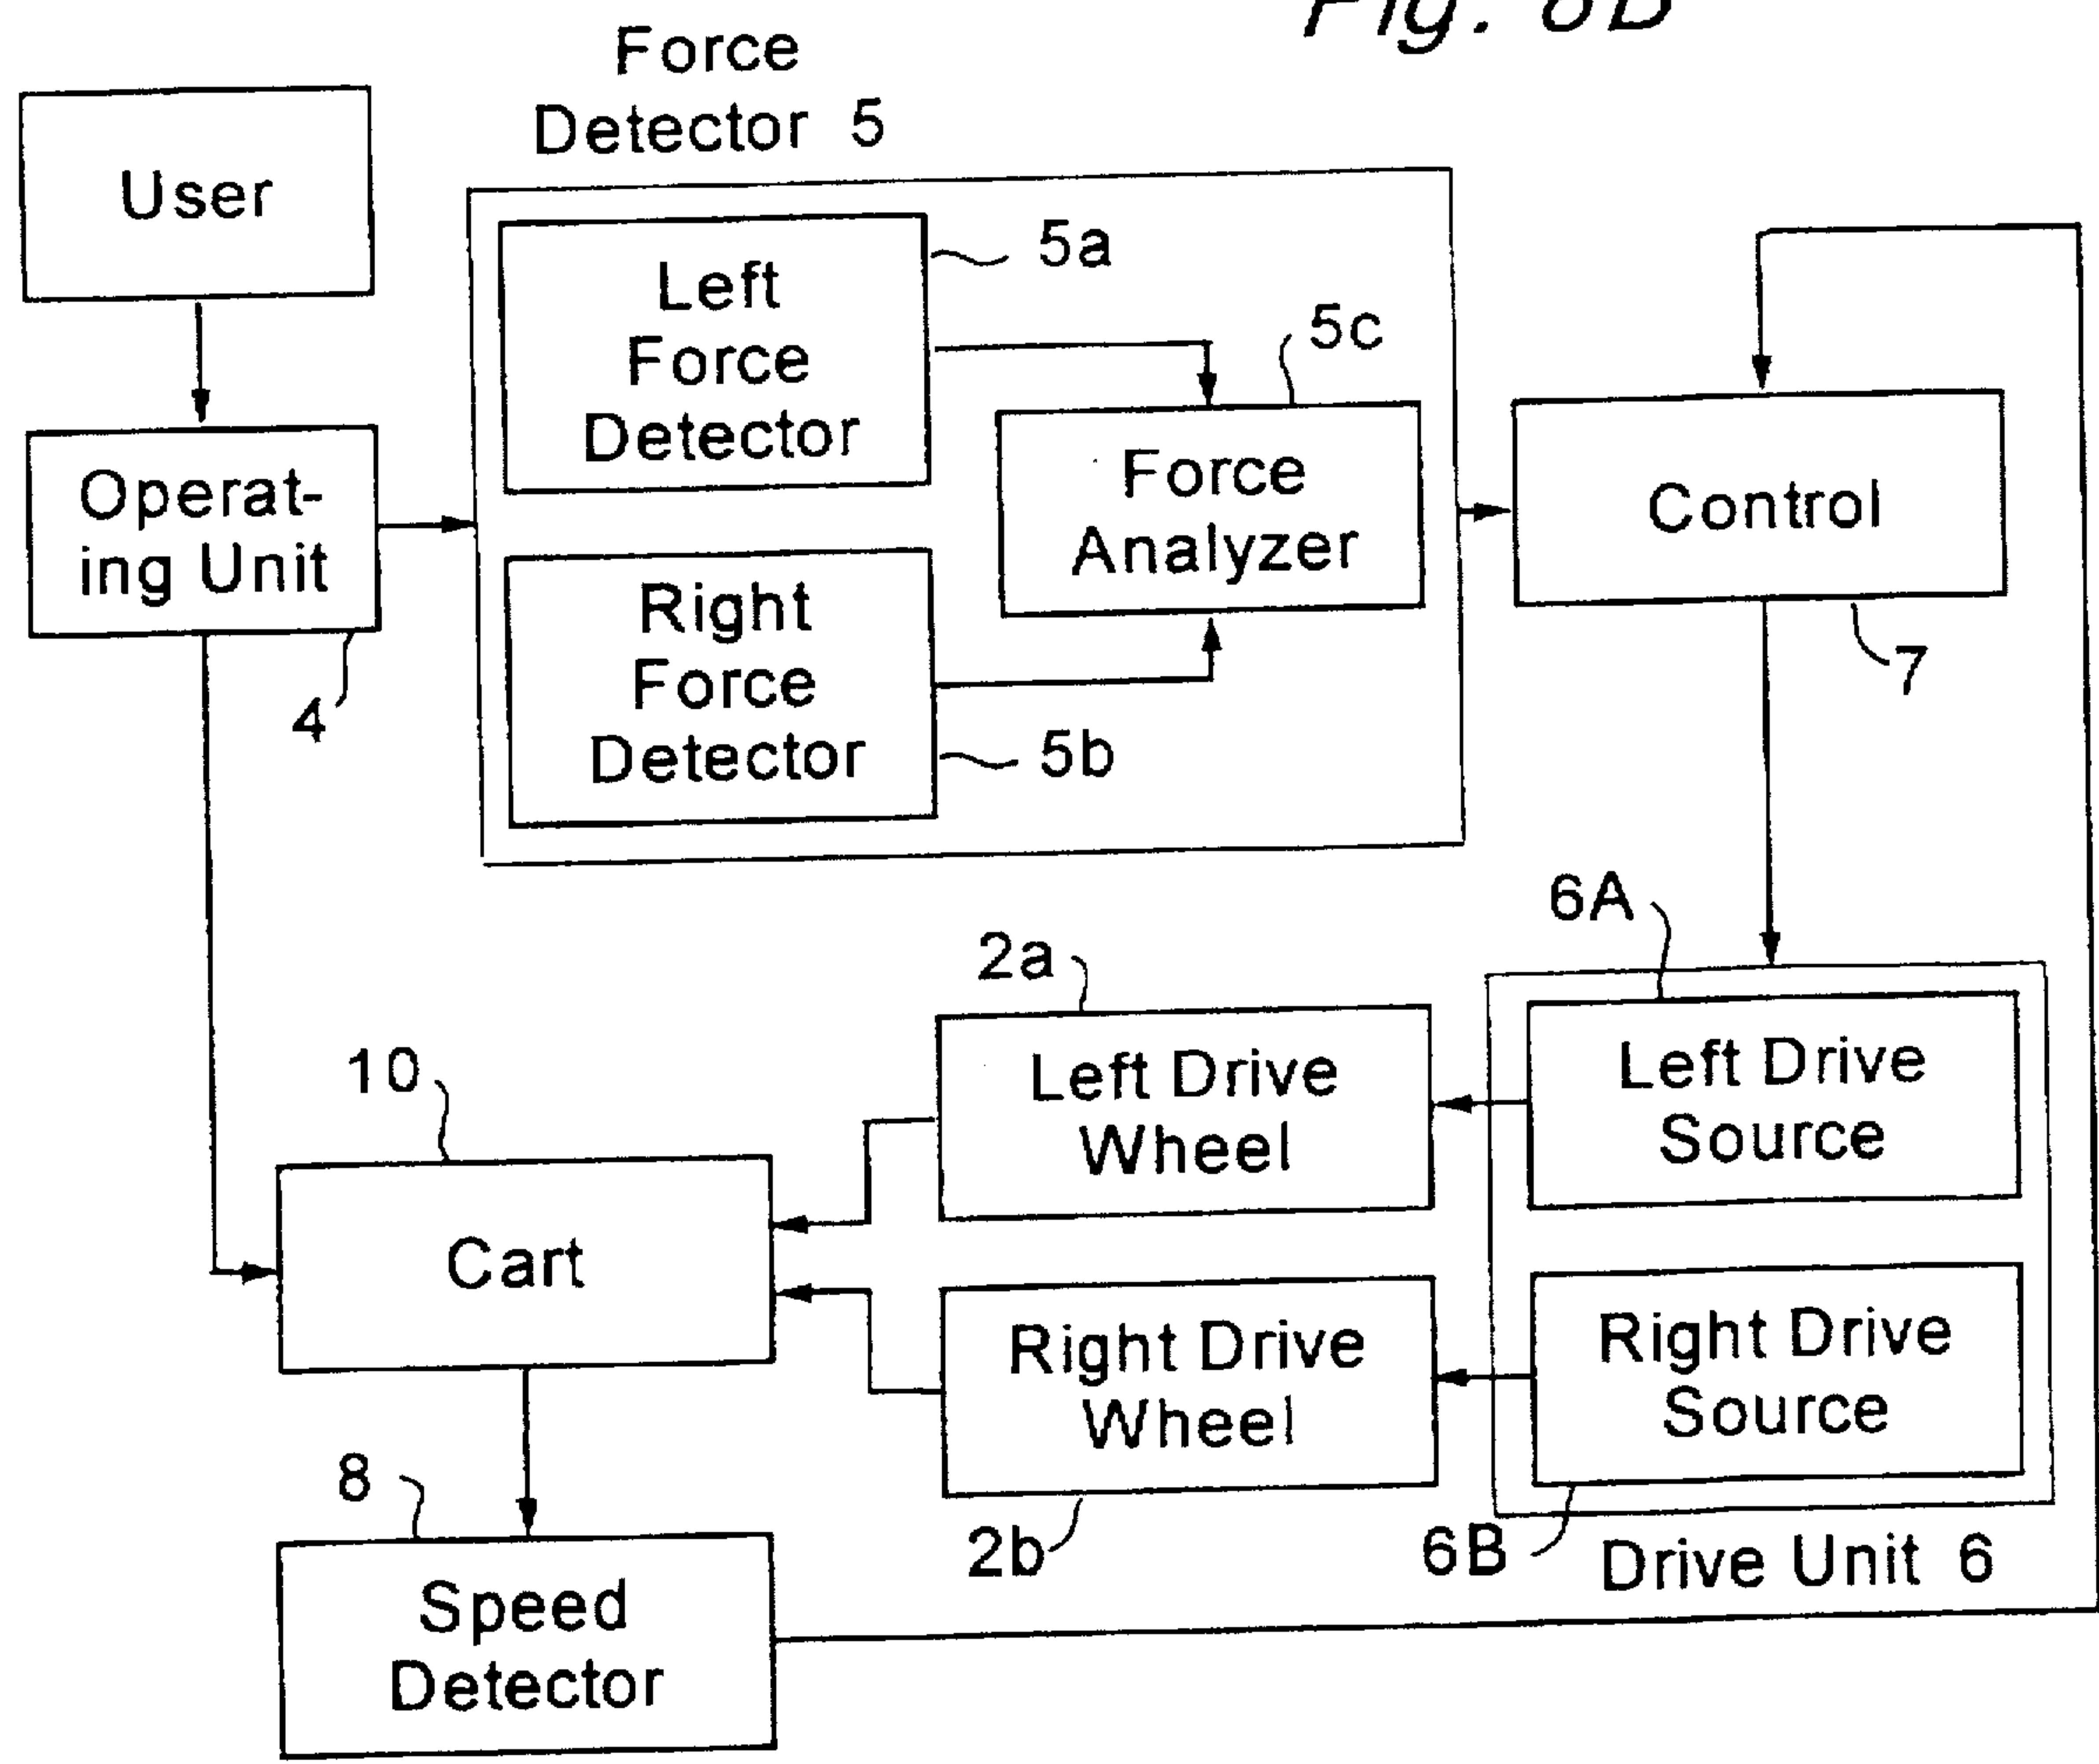 Force
Detector 5
User
Left
Force
Detector
5a
5c
Force
Analyzer
Control
7
Operat-
ing Unit
4
Right
Force
Detector
5b
6A
2a
Left Drive
Wheel
Left Drive
Source
10
Cart
Right Drive
Wheel
Right Drive
Source
2b
6B
Drive Unit 6
8
Speed
Detector